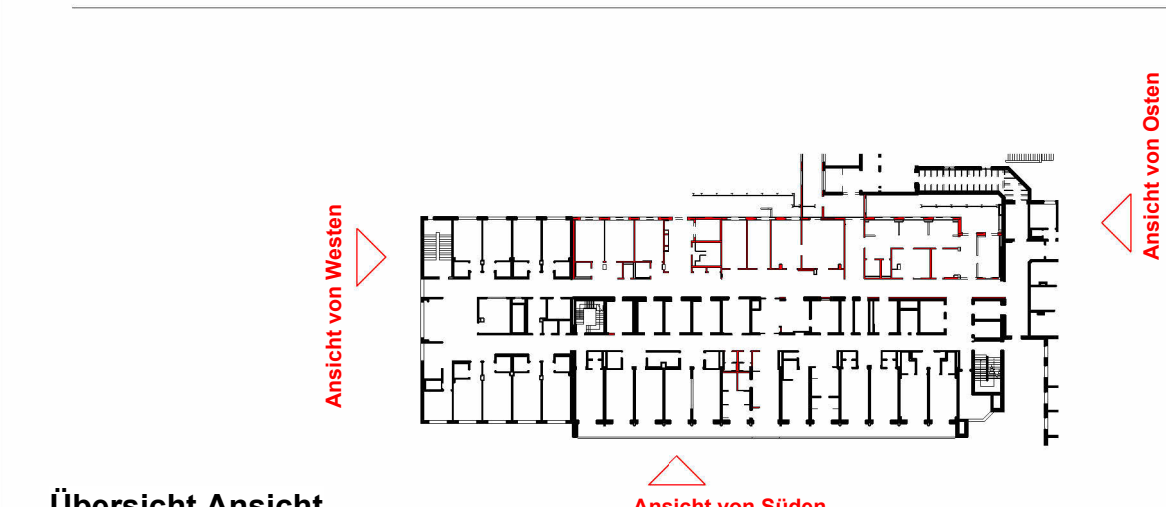 Ansicht von Osten
Ansicht von Westen
Übersicht Ansicht
Ansicht von Süden